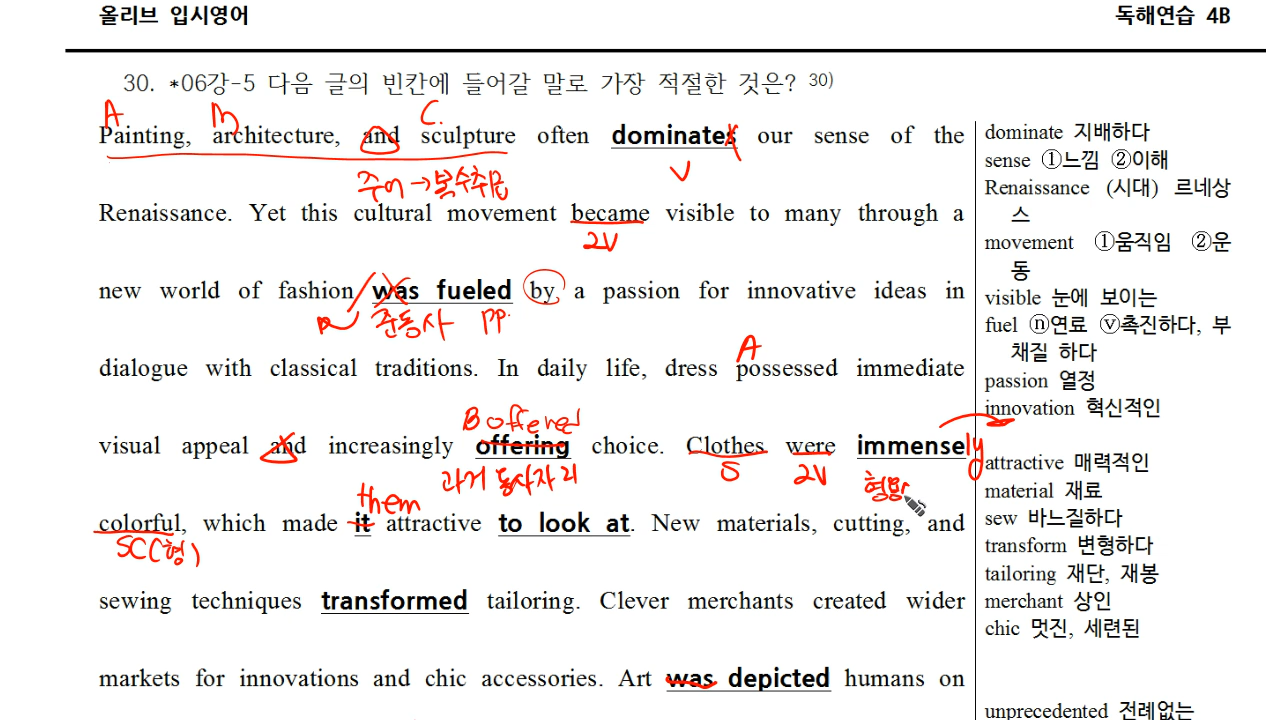 올리브 입시영어 독해연습 4B
30. *06강-5 다음 글의 빈칸에 들어갈 말로 가장 적절한 것은? 30)
A B C.
Painting, architecture, and sculpture often dominates our sense of the
V
주어→복수취급
Renaissance. Yet this cultural movement became visible to many through a
2V
new world of fashion was fueled by a passion for innovative ideas in
준동사 PP.
A
dialogue with classical traditions. In daily life, dress possessed immediate
B offered
visual appeal and increasingly offering choice. Clothes were immensely
과거 동사자리 S 2V 형
them
colorful, which made it attractive to look at. New materials, cutting, and
SC(형)
sewing techniques transformed tailoring. Clever merchants created wider
markets for innovations and chic accessories. Art was depicted humans on
dominate 지배하다
sense ①느낌 ②이해
Renaissance (시대) 르네상
스
movement ①움직임 ②운
동
visible 눈에 보이는
fuel ⓝ연료 ⓥ촉진하다, 부
채질 하다
passion 열정
innovation 혁신적인
attractive 매력적인
material 재료
sew 바느질하다
transform 변형하다
tailoring 재단, 재봉
merchant 상인
chic 멋진, 세련된
unprecedented 전례없는